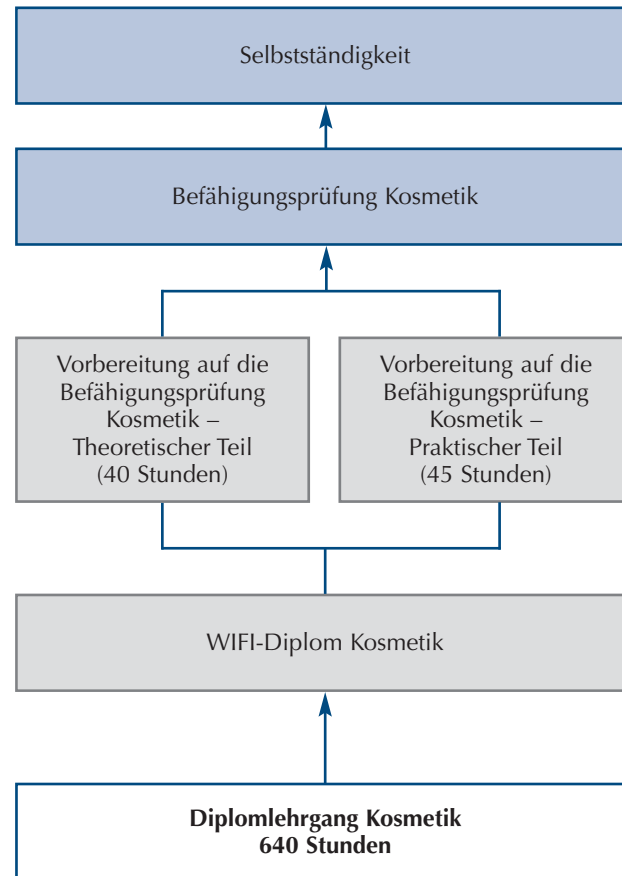 Selbstständigkeit
Befähigungsprüfung Kosmetik
Vorbereitung auf die
Befähigungsprüfung
Kosmetik –
Theoretischer Teil
(40 Stunden)
Vorbereitung auf die
Befähigungsprüfung
Kosmetik –
Praktischer Teil
(45 Stunden)
WIFI-Diplom Kosmetik
Diplomlehrgang Kosmetik
640 Stunden